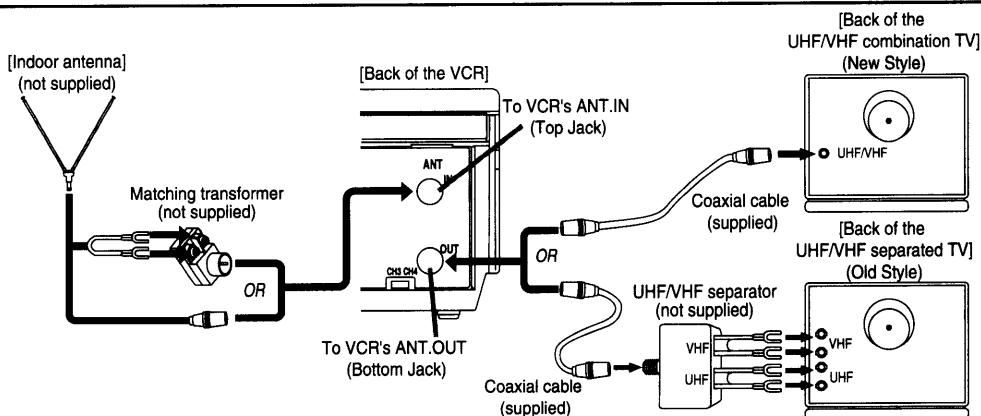 [Indoor antenna]
(not supplied)
Matching transformer
(not supplied)
OR
[Back of the VCR]
To VCR's ANT.IN
(Top Jack)
ANT
IN
OUT
CH3 CH4
To VCR's ANT.OUT
(Bottom Jack)
OR
Coaxial cable
(supplied)
[Back of the
UHF/VHF combination TV]
(New Style)
UHF/VHF
Coaxial cable
(supplied)
UHF/VHF separator
(not supplied)
VHF
UHF
[Back of the
UHF/VHF separated TV]
(Old Style)
VHF
UHF